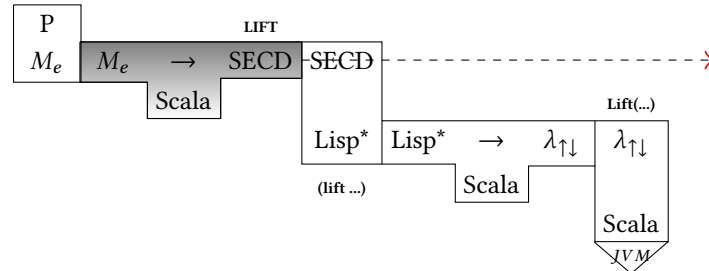 P
LIFT
M_e M_e → SECD SECD
Scala
Lift(...)
Lisp* Lisp* → λ↑↓ λ↑↓
(lift ...)
Scala
Scala
JVM